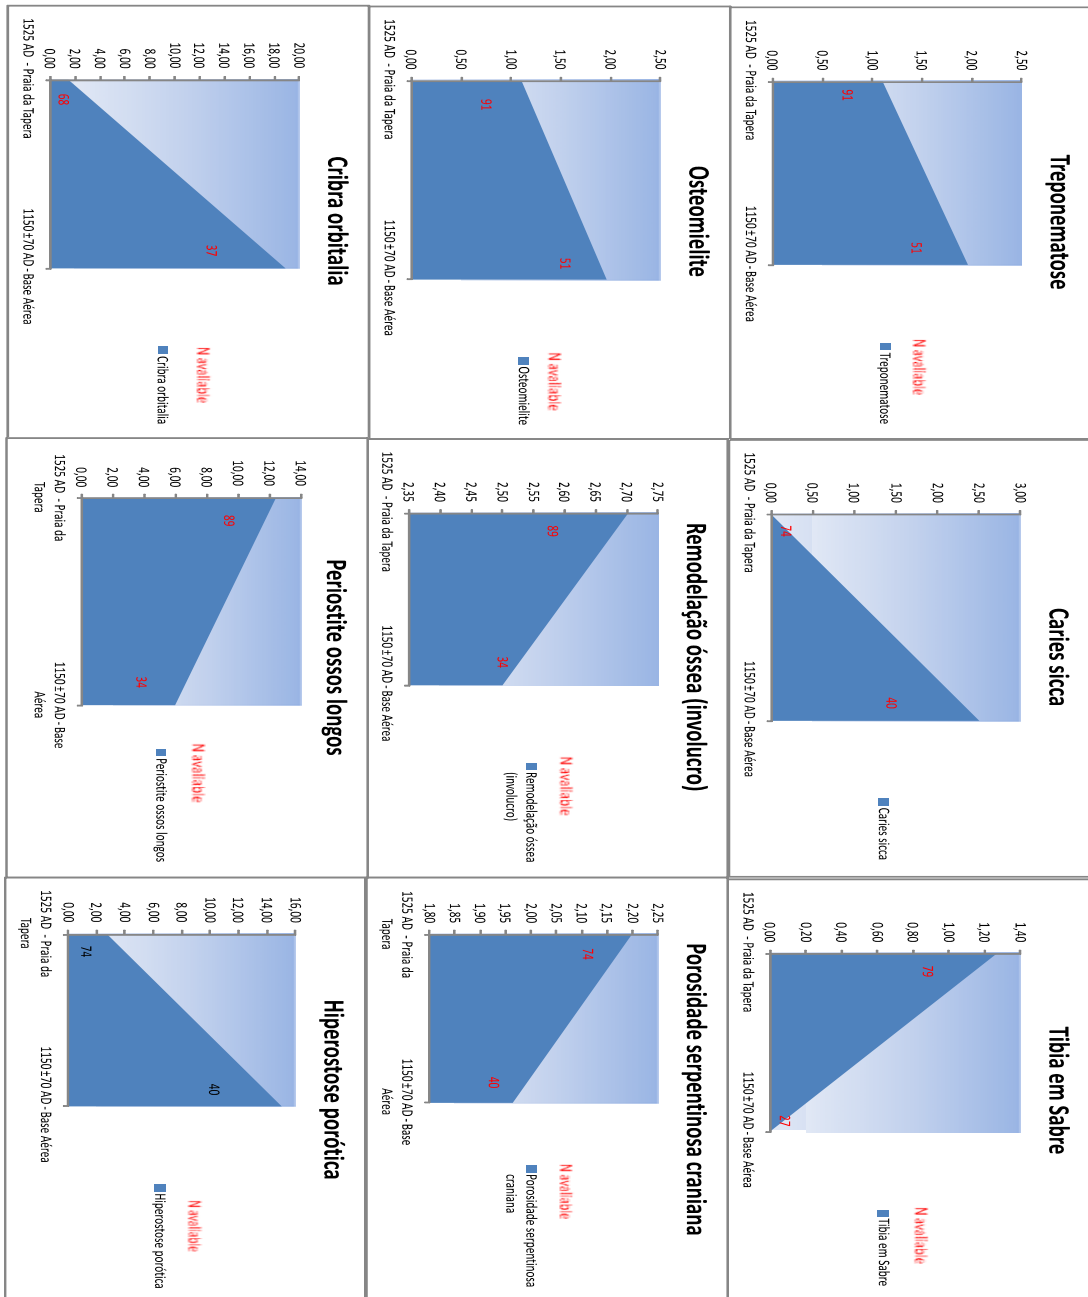 Treponematose
2,50
2,00
1,50
1,00
0,50
0,00
91
51
1525 AD - Praia da Tapera
1150±70 AD - Base Aérea
N avaliable
Treponematose
Caries sicca
3,00
2,50
2,00
1,50
1,00
0,50
0,00
74
40
1525 AD - Praia da Tapera
1150±70 AD - Base Aérea
Caries sicca
Tibia em Sabre
1,40
1,20
1,00
0,80
0,60
0,40
0,20
0,00
79
27
1525 AD - Praia da Tapera
1150±70 AD - Base Aérea
N avaliable
Tibia em Sabre
Osteomielite
2,50
2,00
1,50
1,00
0,50
0,00
91
51
1525 AD - Praia da Tapera
1150±70 AD - Base Aérea
N avaliable
Osteomielite
Remodelação óssea (involucro)
2,75
2,70
2,65
2,60
2,55
2,50
2,45
2,40
2,35
89
34
1525 AD - Praia da Tapera
1150±70 AD - Base Aérea
N avaliable
Remodelação óssea
(involucro)
Porosidade serpentinosa craniana
2,25
2,20
2,15
2,10
2,05
2,00
1,95
1,90
1,85
1,80
74
40
1525 AD - Praia da
Tapera
1150±70 AD - Base
Aérea
N avaliable
Porosidade serpentinosa
craniana
Cribra orbitalia
20,00
18,00
16,00
14,00
12,00
10,00
8,00
6,00
4,00
2,00
0,00
68
37
1525 AD - Praia da Tapera
1150±70 AD - Base Aérea
N avaliable
Cribra orbitalia
Periostite ossos longos
14,00
12,00
10,00
8,00
6,00
4,00
2,00
0,00
89
34
1525 AD - Praia da
Tapera
1150±70 AD - Base
Aérea
N avaliable
Periostite ossos longos
Hiperostose porótica
16,00
14,00
12,00
10,00
8,00
6,00
4,00
2,00
0,00
74
40
1525 AD - Praia da
Tapera
1150±70 AD - Base Aérea
N avaliable
Hiperostose porótica